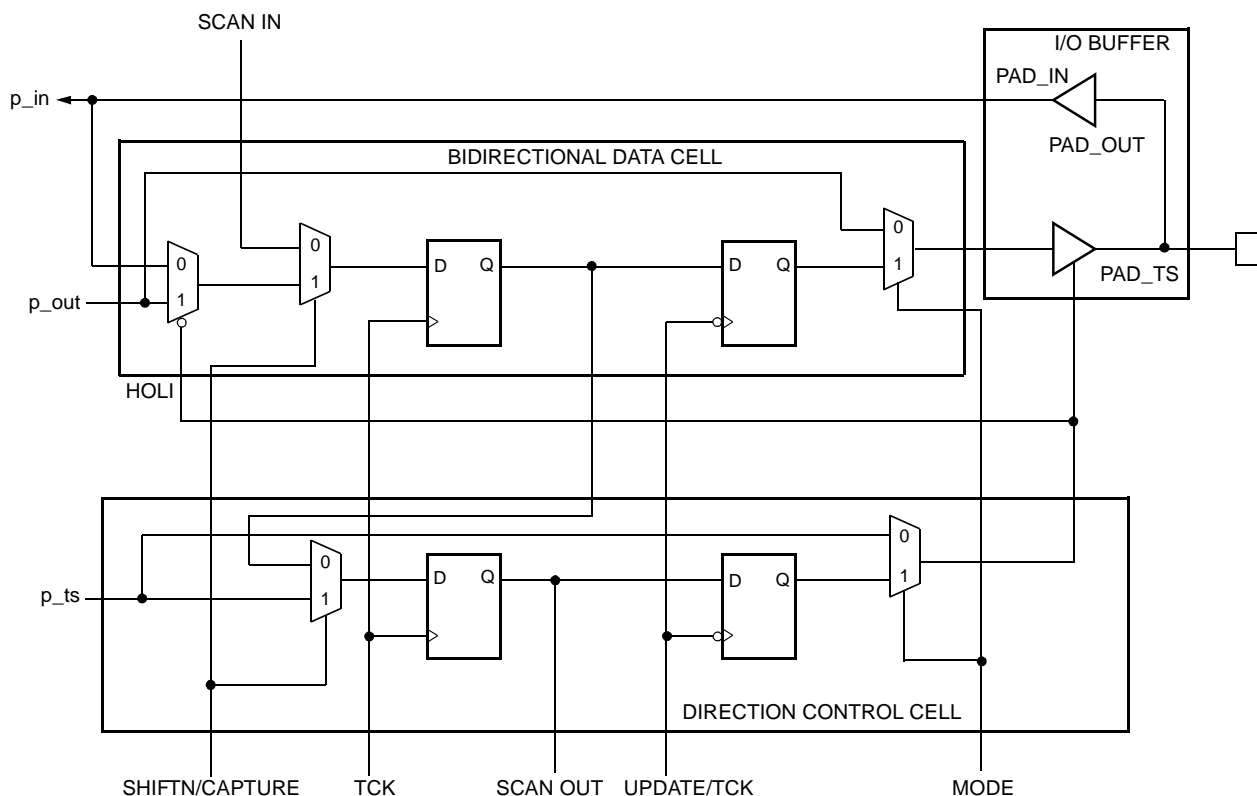 SCAN IN
I/O BUFFER
PAD_IN
p_in
PAD_OUT
BIDIRECTIONAL DATA CELL
0
0
D Q
D Q
0
1
1
p_out
1
PAD_TS
HOLI
0
0
D Q
D Q
1
p_ts
1
DIRECTION CONTROL CELL
SHIFTN/CAPTURE
TCK
SCAN OUT
UPDATE/TCK
MODE